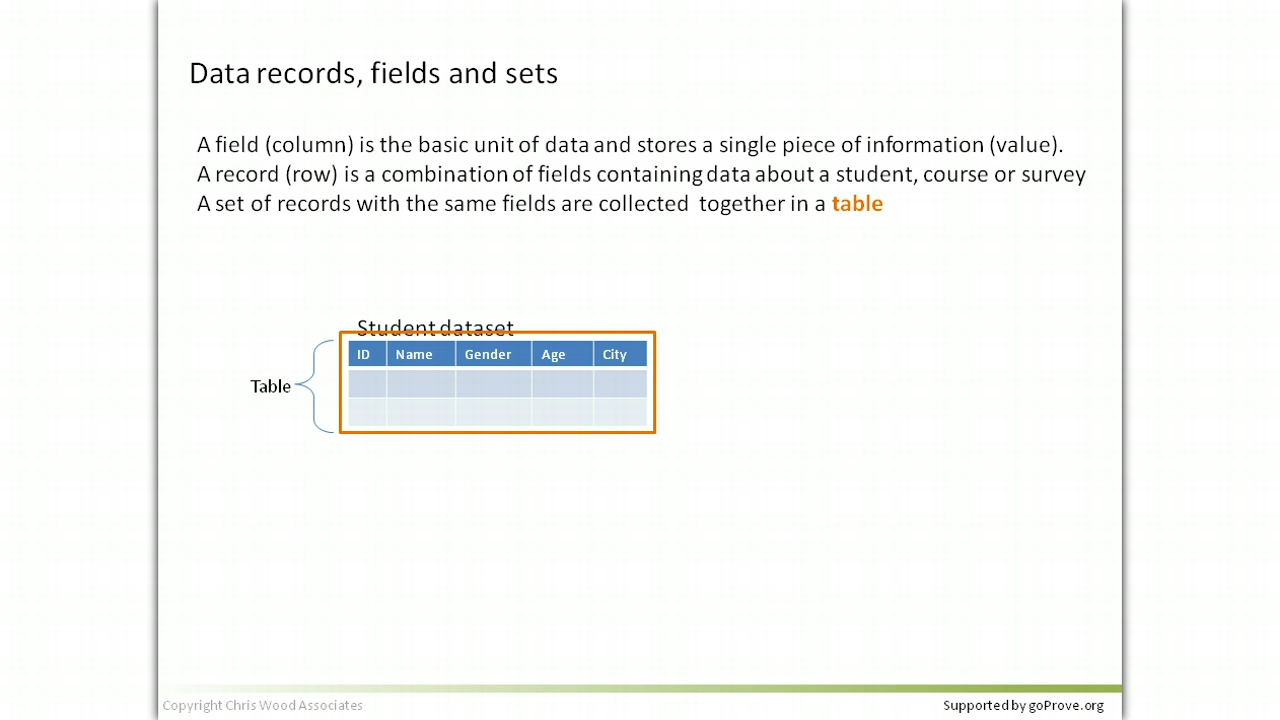 Data records, fields and sets
A field (column) is the basic unit of data and stores a single piece of information (value).
A record (row) is a combination of fields containing data about a student, course or survey
A set of records with the same fields are collected together in a table
Student dataset
ID Name Gender Age City
Table
Copyright Chris Wood Associates
Supported by goProve.org